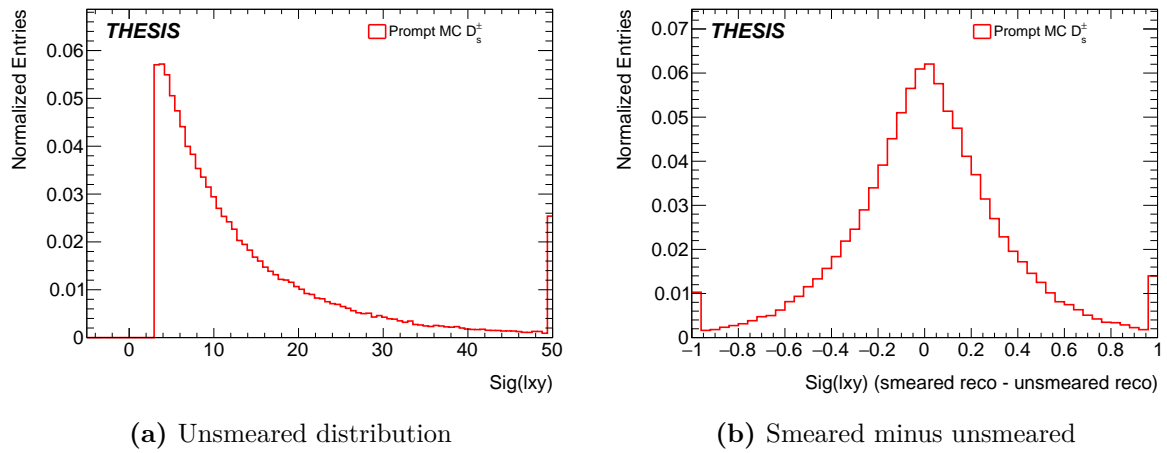 THESIS
Prompt MC D_s^±
Normalized Entries
0.06
0.05
0.04
0.03
0.02
0.01
0
0 10 20 30 40 50
Sig(lxy)
(a) Unsmeared distribution
THESIS
Prompt MC D_s^±
Normalized Entries
0.07
0.06
0.05
0.04
0.03
0.02
0.01
0
−1 −0.8 −0.6 −0.4 −0.2 0 0.2 0.4 0.6 0.8 1
Sig(lxy) (smeared reco - unsmeared reco)
(b) Smeared minus unsmeared